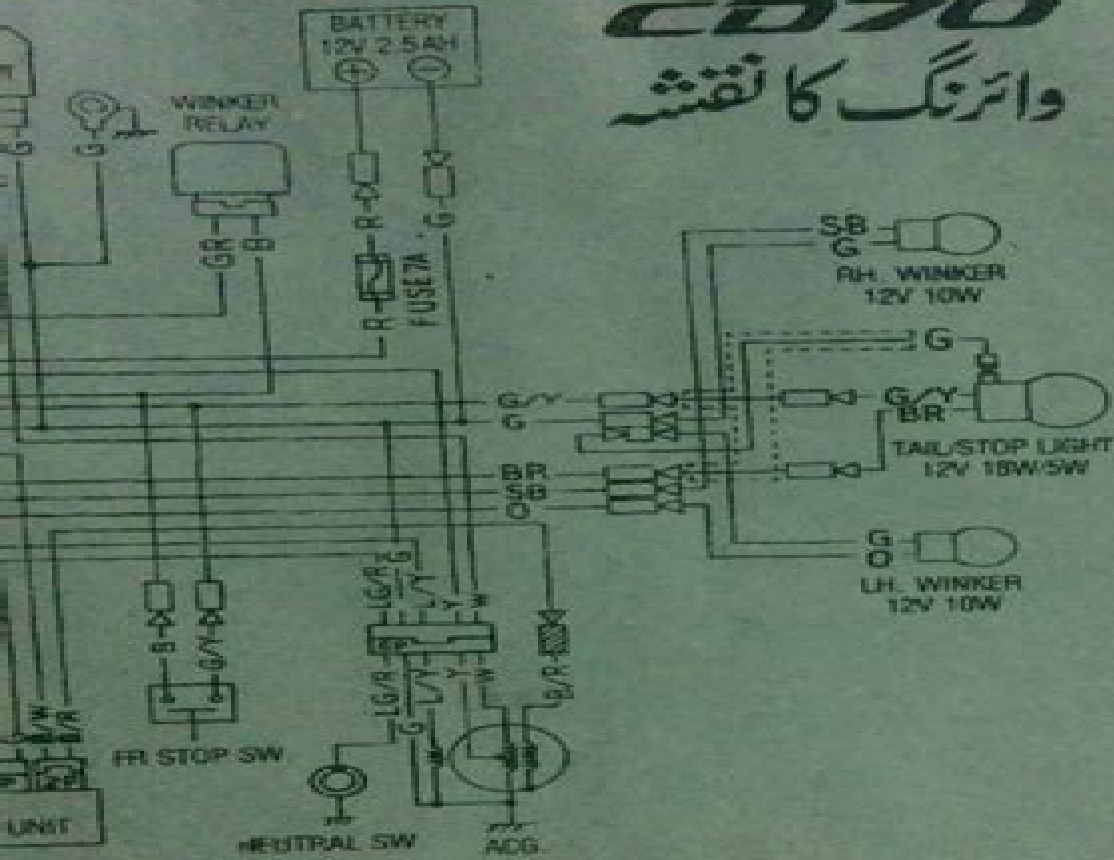 CD70
وائرنگ کا نقشہ
BATTERY
12V 2.5AH
WINKER
RELAY
G
G
GR
B
R
FUSE 7A
R
G
SB
G
RH. WINKER
12V 10W
G
G/Y
BR
TAIL/STOP LIGHT
12V 18W/5W
G/Y
G
BR
SB
O
G
O
LH. WINKER
12V 10W
LG/R
G
L/Y
Y
W
B
G/Y
LG/R
G
L/Y
Y
W
B/R
B/W
B/R
FR STOP SW
UNIT
NEUTRAL SW
ACG.